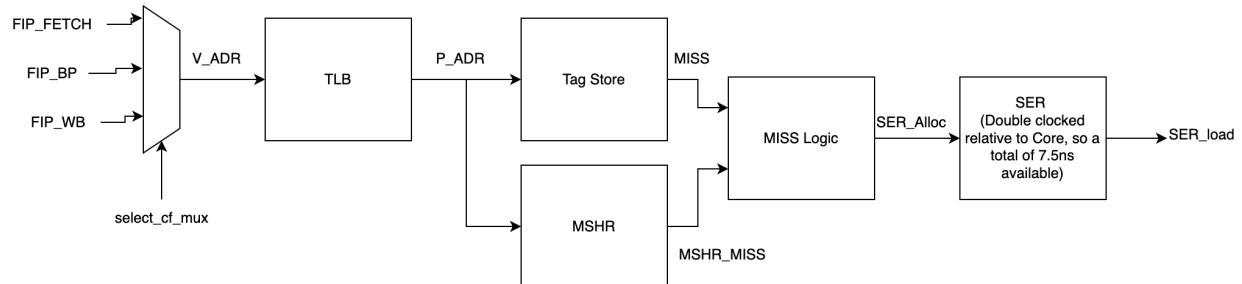 FIP_FETCH
FIP_BP
FIP_WB
select_cf_mux
V_ADR
TLB
P_ADR
Tag Store
MISS
MSHR
MSHR_MISS
MISS Logic
SER_Alloc
SER
(Double clocked
relative to Core, so a
total of 7.5ns
available)
SER_load